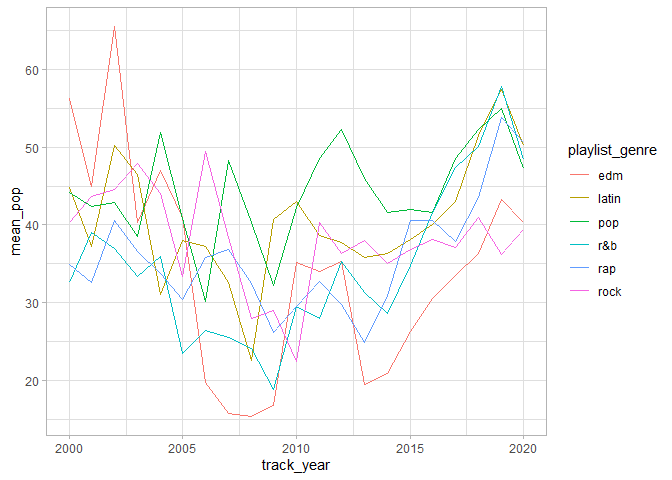 60
50
40
30
20
mean_pop
2000
2005
2010
2015
2020
track_year
playlist_genre
edm
latin
pop
r&b
rap
rock